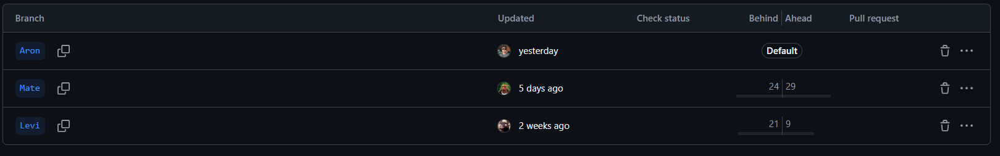 Branch Updated Check status Behind Ahead Pull request
Aron yesterday Default
Mate 5 days ago 24 29
Levi 2 weeks ago 21 9